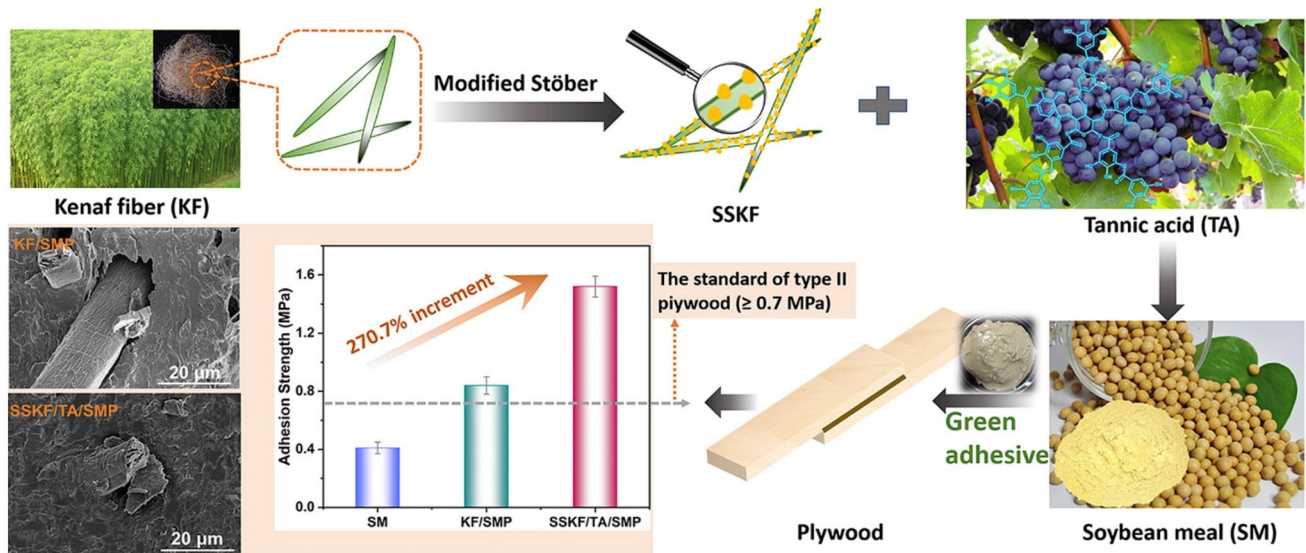 Modified Stöber
Kenaf fiber (KF)
SSKF
Tannic acid (TA)
KF/SMP
20 µm
SSKF/TA/SMP
20 µm
Adhesion Strength (MPa)
1.6
1.2
0.8
0.4
0.0
270.7% increment
SM
KF/SMP
SSKF/TA/SMP
The standard of type II
piywood (≥ 0.7 MPa)
Plywood
Green
adhesive
Soybean meal (SM)